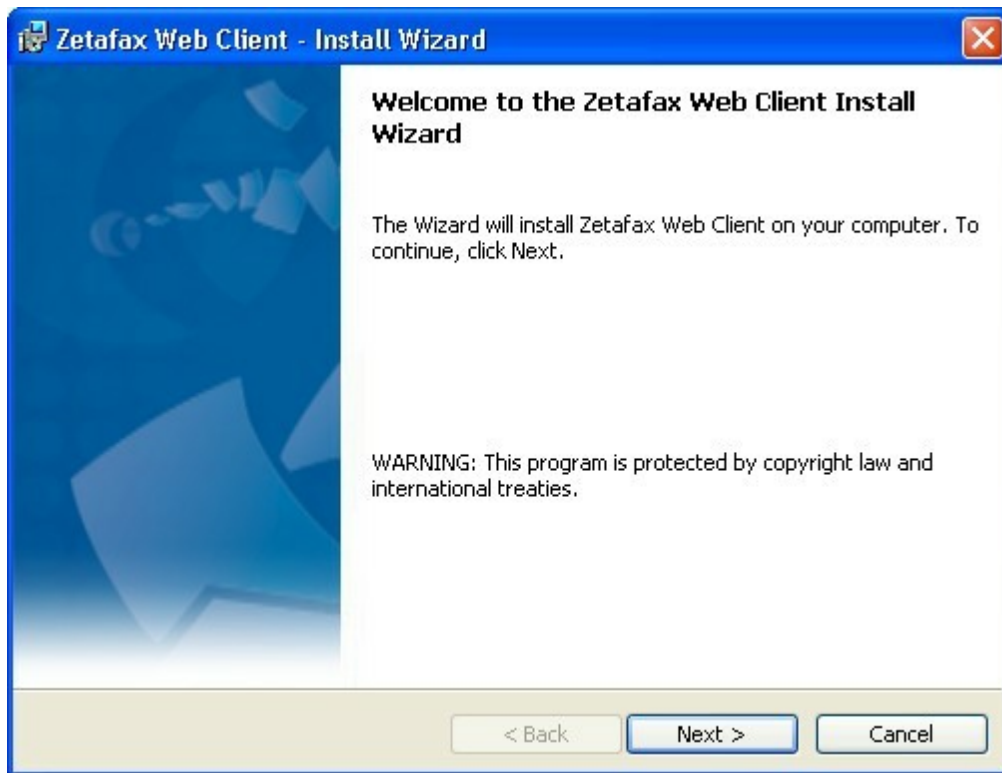 Zetafax Web Client - Install Wizard
Welcome to the Zetafax Web Client Install
Wizard
The Wizard will install Zetafax Web Client on your computer. To
continue, click Next.
WARNING: This program is protected by copyright law and
international treaties.
< Back
Next >
Cancel